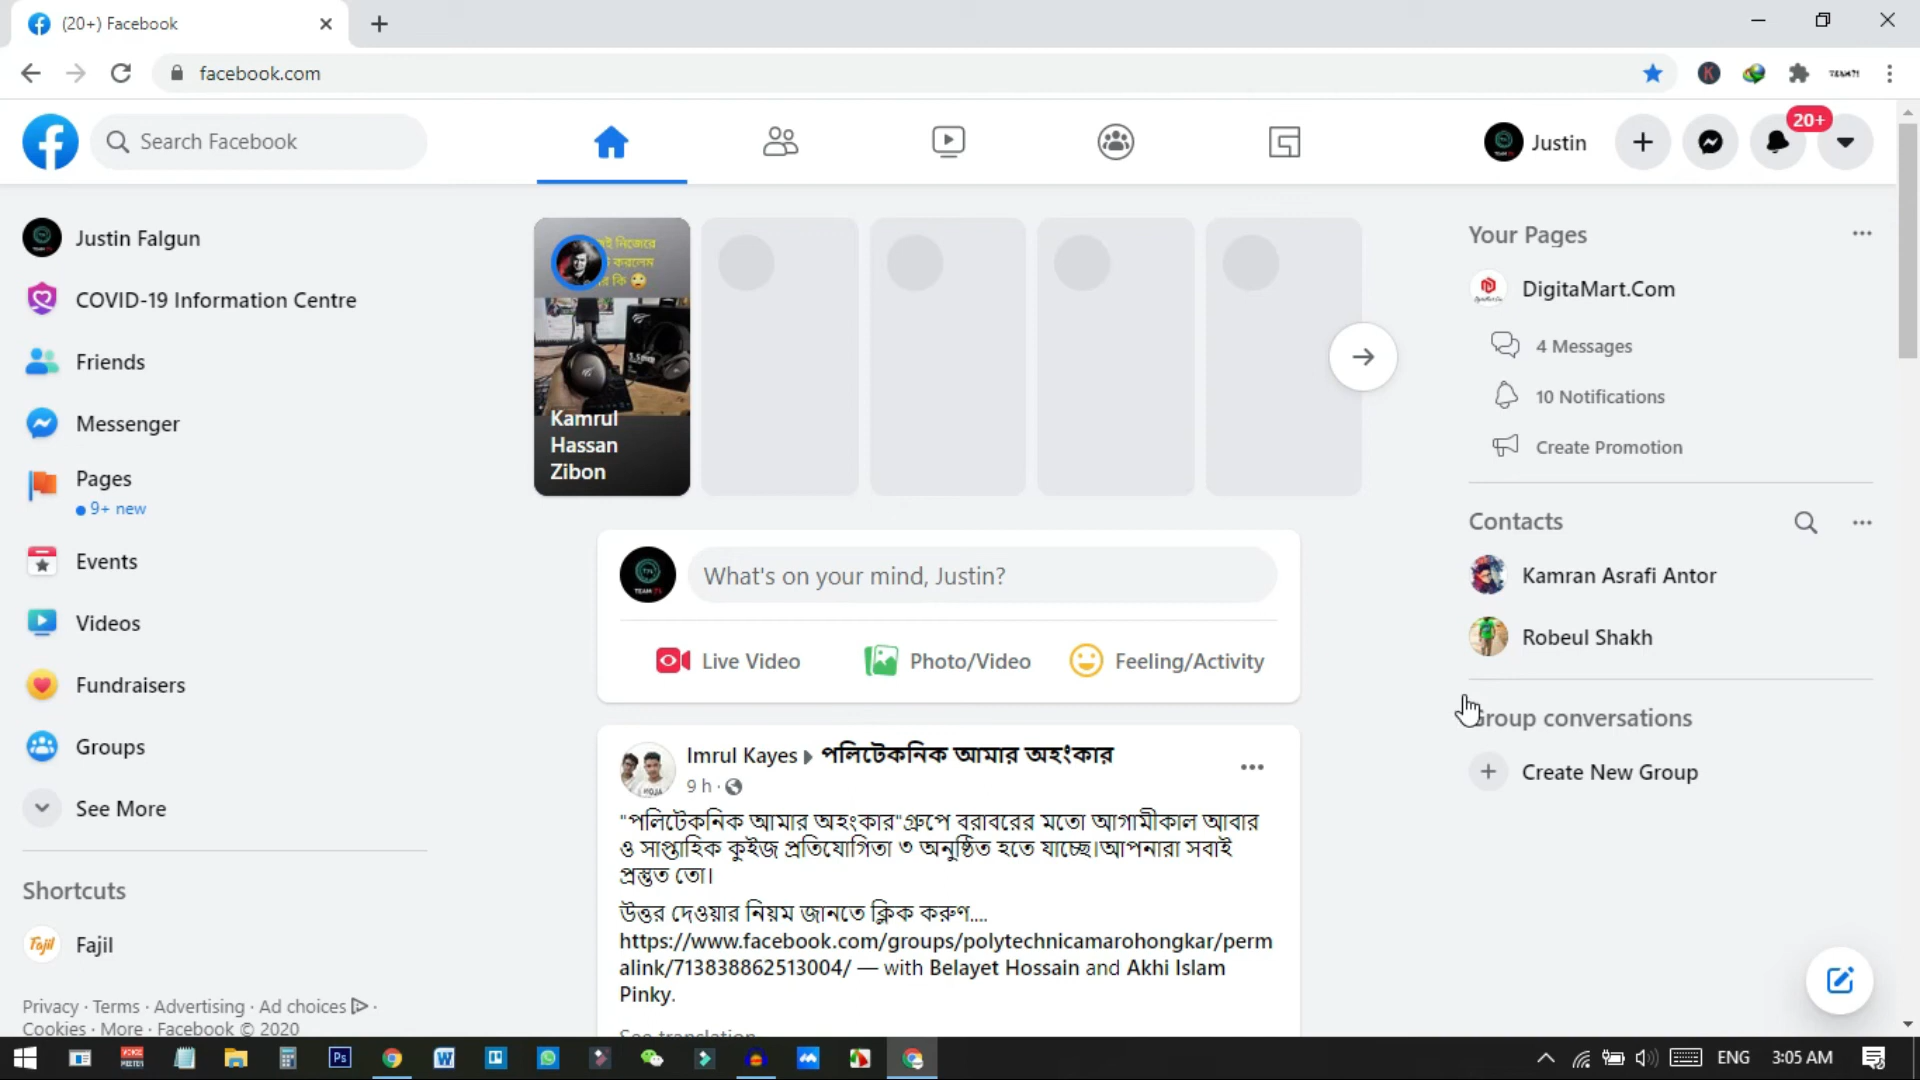 (20+) Facebook
facebook.com
Search Facebook
Justin
20+
Justin Falgun
COVID-19 Information Centre
Friends
Messenger
Pages
9+ new
Events
Videos
Fundraisers
Groups
See More
Shortcuts
Fajil
Privacy · Terms · Advertising · Ad choices ·
Cookies · More · Facebook © 2020
Kamrul
Hassan
Zibon
What's on your mind, Justin?
Live Video
Photo/Video
Feeling/Activity
Imrul Kayes পলিটেকনিক আমার অহংকার
9 h ·
"পলিটেকনিক আমার অহংকার"গ্রুপে বরাবরের মতো আগামীকাল আবার
ও সাপ্তাহিক কুইজ প্রতিযোগিতা ৩ অনুষ্ঠিত হতে যাচ্ছে।আপনারা সবাই
প্রস্তুত তো।
উত্তর দেওয়ার নিয়ম জানতে ক্লিক করুণ....
https://www.facebook.com/groups/polytechnicamarohongkar/perm
alink/713838862513004/ — with Belayet Hossain and Akhi Islam
Pinky.
See translation
Your Pages
DigitaMart.Com
4 Messages
10 Notifications
Create Promotion
Contacts
Kamran Asrafi Antor
Robeul Shakh
Group conversations
Create New Group
ENG
3:05 AM